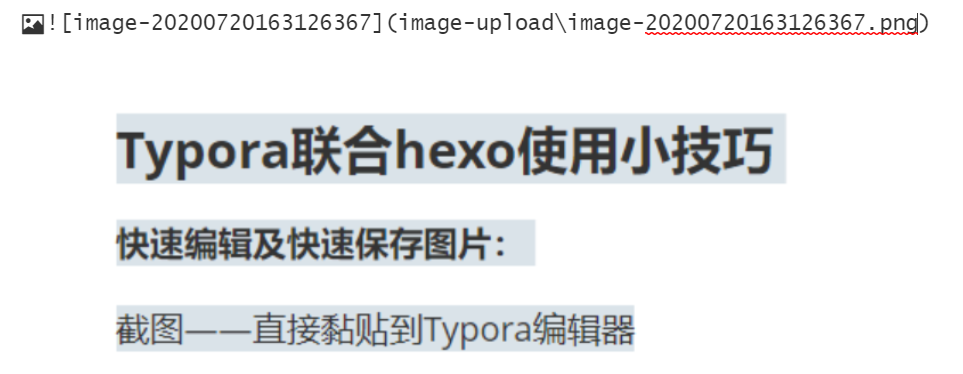 ![image-20200720163126367](image-upload\image-20200720163126367.png)
Typora联合hexo使用小技巧
快速编辑及快速保存图片：
截图——直接黏贴到Typora编辑器